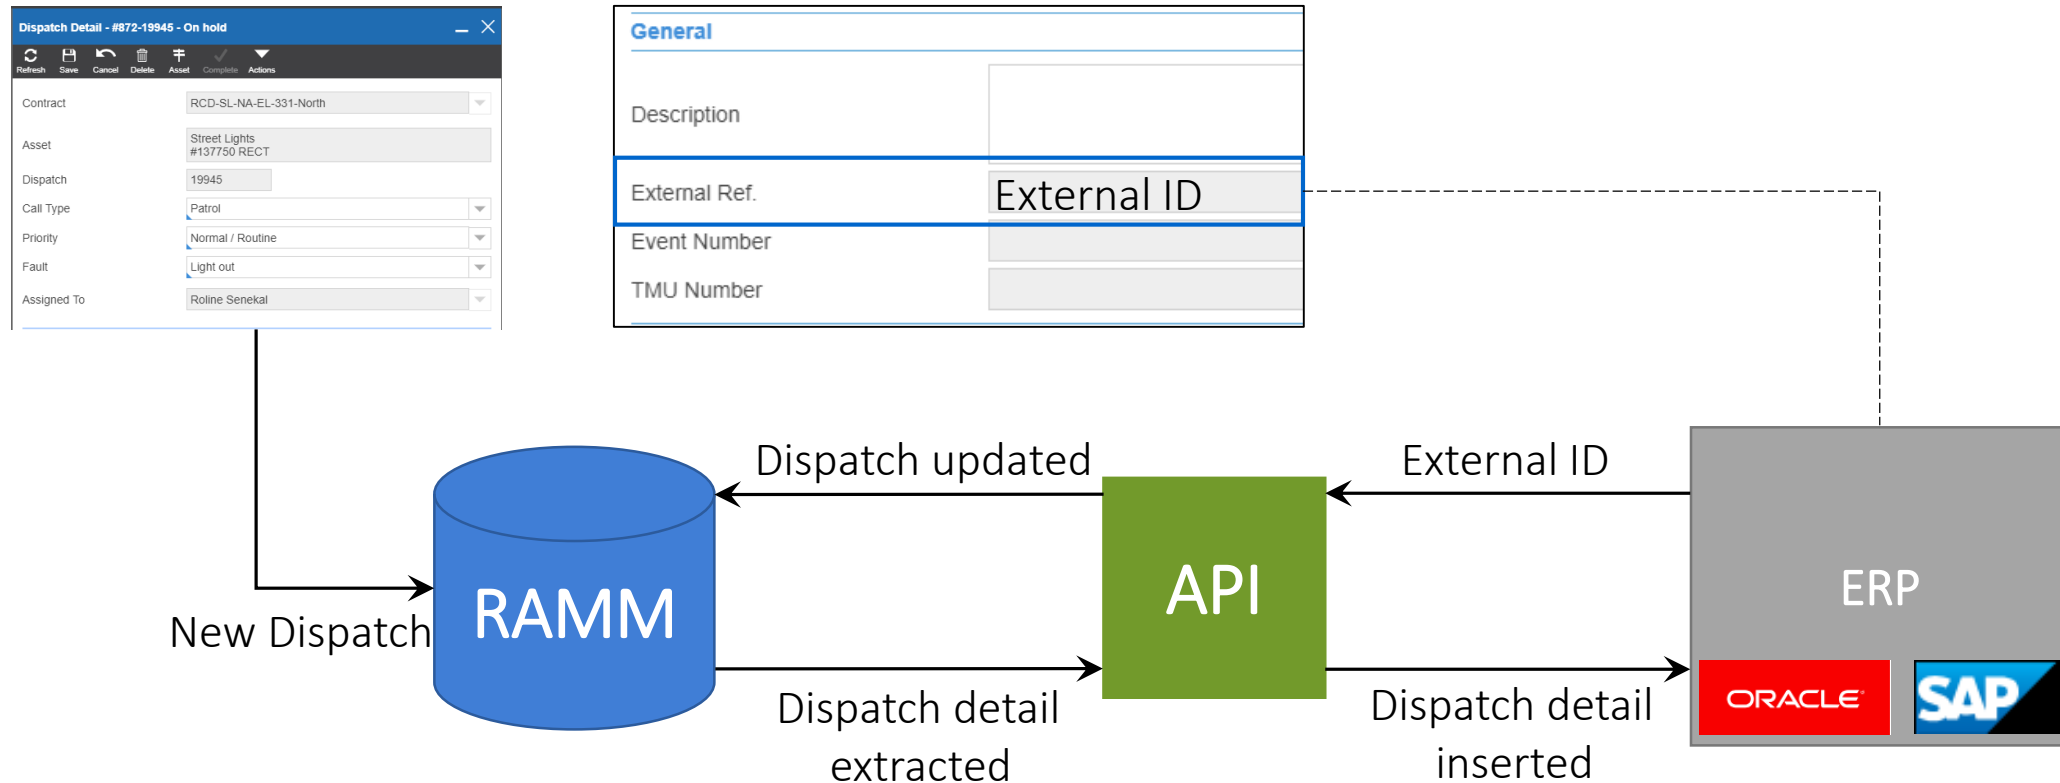 Dispatch Detail - #872-19945 - On hold
Refresh Save Cancel Delete Asset Complete Actions
Contract RCD-SL-NA-EL-331-North
Asset Street Lights
#137750 RECT
Dispatch 19945
Call Type Patrol
Priority Normal / Routine
Fault Light out
Assigned To Roline Senekal
General
Description
External Ref. External ID
Event Number
TMU Number
Dispatch updated
External ID
New Dispatch
RAMM
API
ERP
Dispatch detail
extracted
Dispatch detail
inserted
ORACLE
SAP